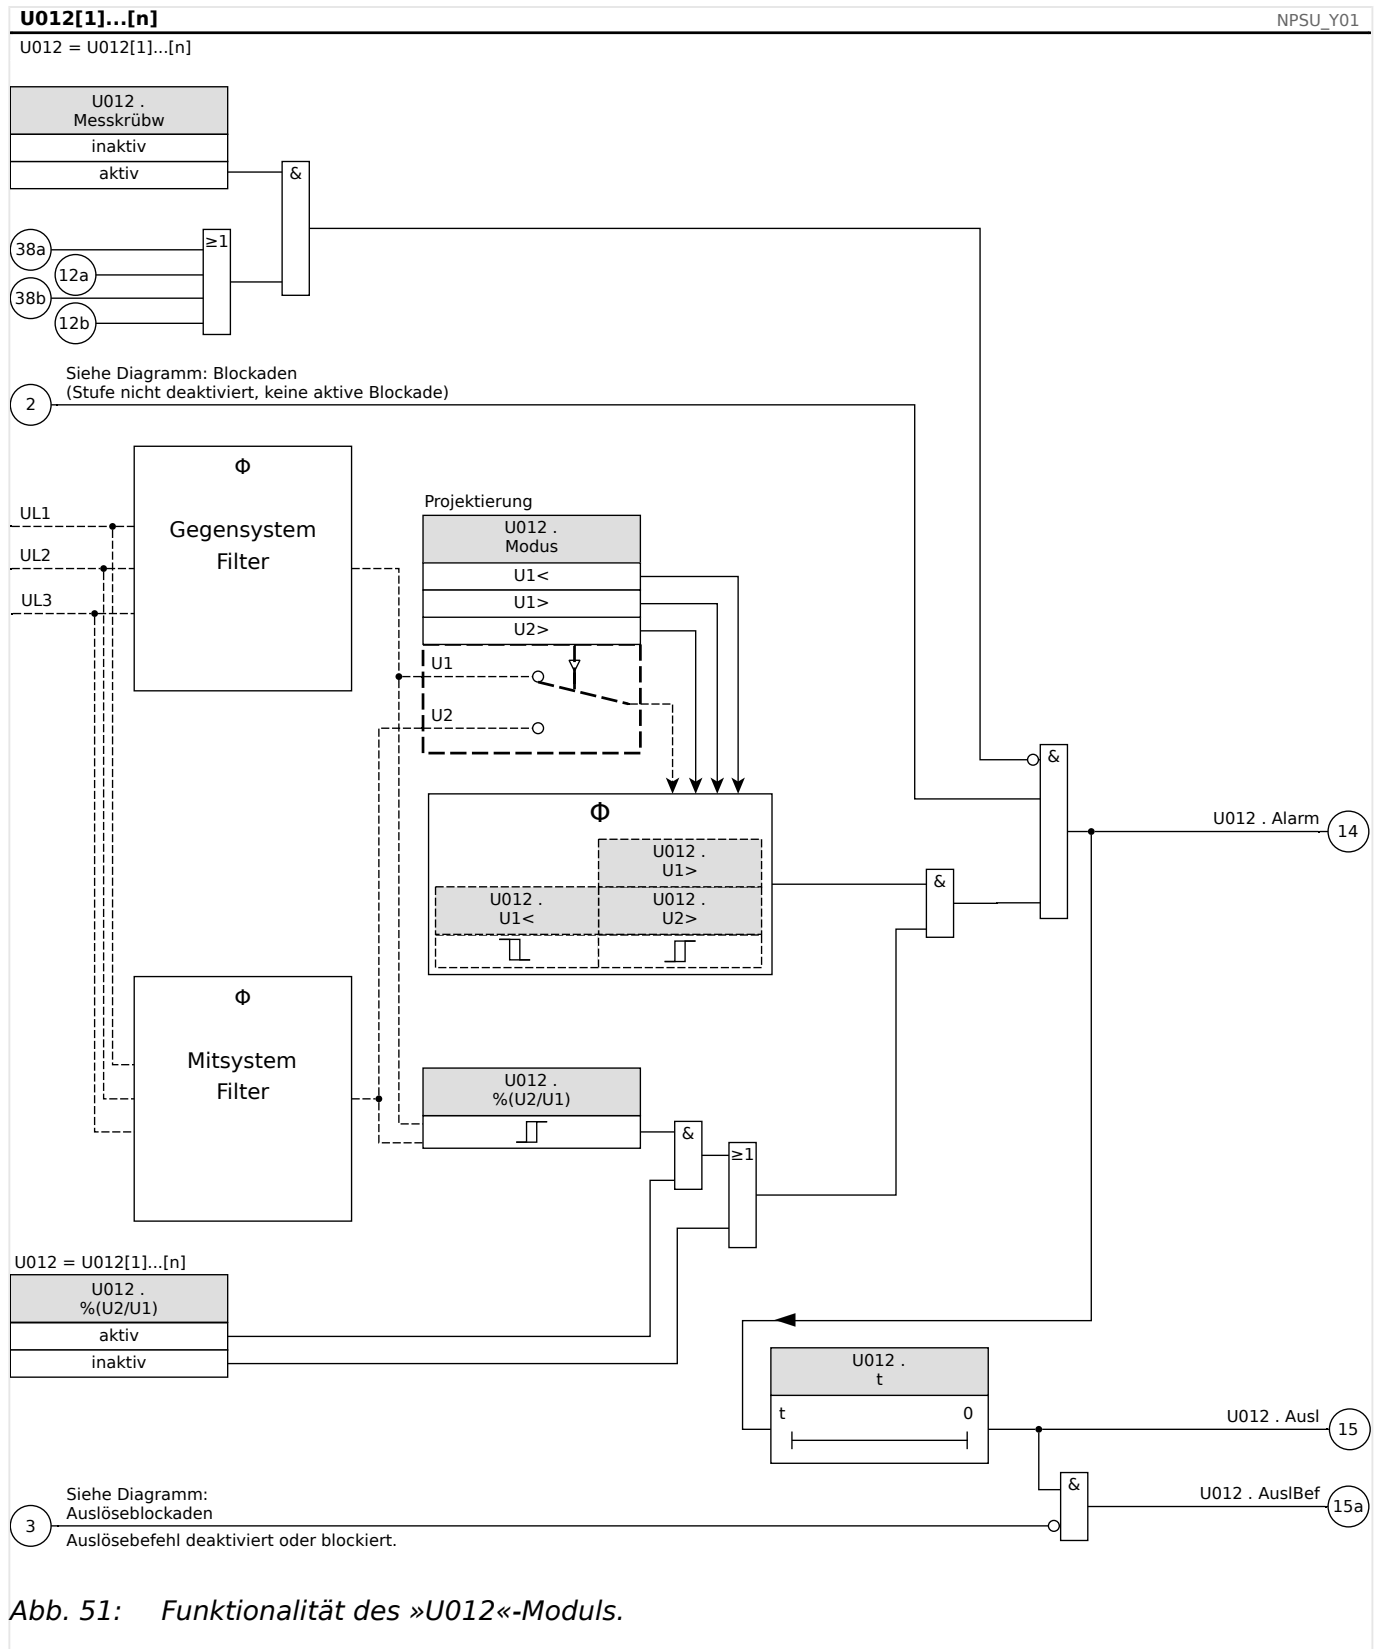 U012[1]...[n]
NPSU_Y01
U012 = U012[1]...[n]
U012 .
Messkrübw
inaktiv
aktiv
&
38a
≥1
12a
38b
12b
Siehe Diagramm: Blockaden
(Stufe nicht deaktiviert, keine aktive Blockade)
2
Φ
Gegensystem
Filter
UL1
UL2
UL3
Projektierung
U012 .
Modus
U1<
U1>
U2>
U1
U2
&
Φ
U012 .
U1>
U012 .
U1<
U012 .
U2>
&
U012 . Alarm
14
Φ
Mitsystem
Filter
U012 .
%(U2/U1)
&
≥1
U012 = U012[1]...[n]
U012 .
%(U2/U1)
aktiv
inaktiv
U012 .
t
t
0
U012 . Ausl
15
&
U012 . AuslBef
15a
Siehe Diagramm:
Auslöseblockaden
3
Auslösebefehl deaktiviert oder blockiert.
Abb. 51: Funktionalität des »U012«-Moduls.